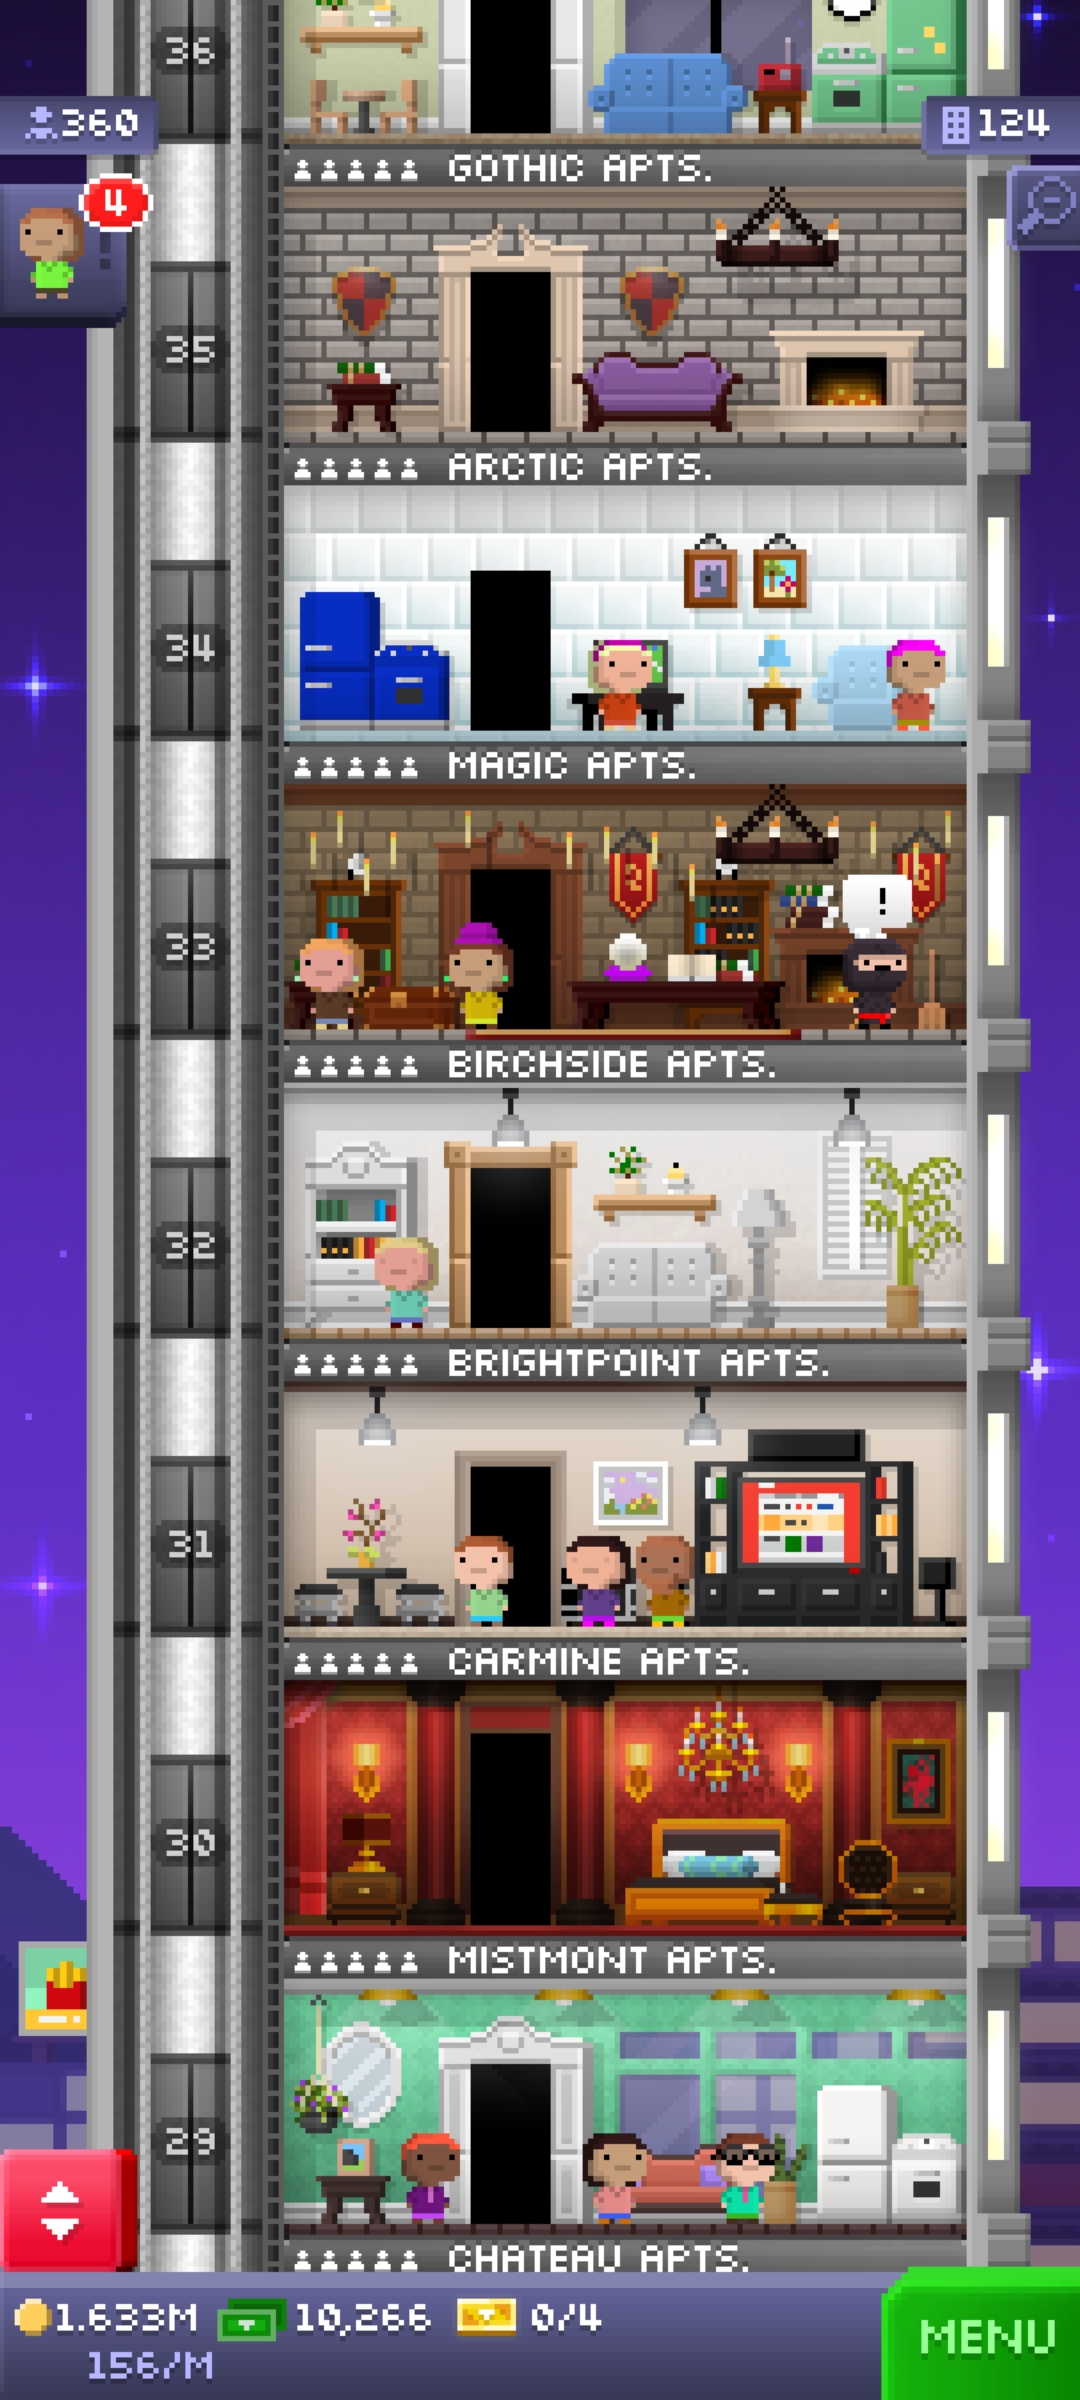 36
360
124
GOTHIC APTS.
4
35
ARCTIC APTS.
34
MAGIC APTS.
!
33
BIRCHSIDE APTS.
32
BRIGHTPOINT APTS.
31
CARMINE APTS.
30
MISTMONT APTS.
29
CHATEAU APTS.
1.633M 10,266 0/4
156/M
MENU